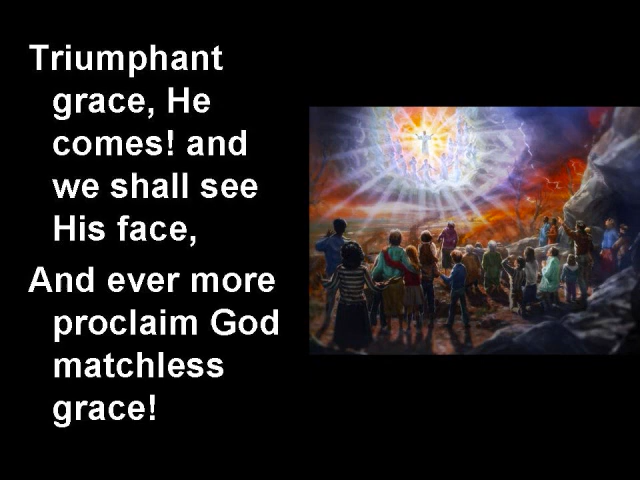 Triumphant
grace, He
comes! and
we shall see
His face,
And ever more
proclaim God
matchless
grace!